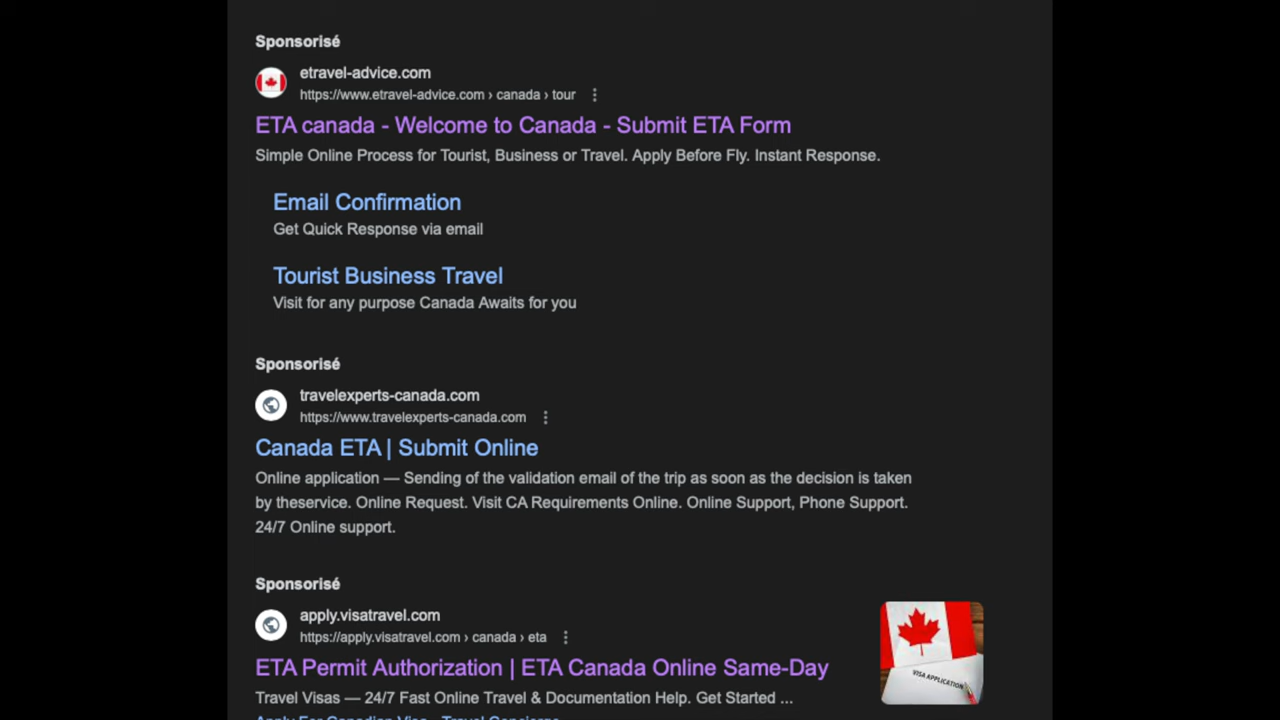 Sponsorisé
etravel-advice.com
https://www.etravel-advice.com › canada › tour
ETA canada - Welcome to Canada - Submit ETA Form
Simple Online Process for Tourist, Business or Travel. Apply Before Fly. Instant Response.
Email Confirmation
Get Quick Response via email
Tourist Business Travel
Visit for any purpose Canada Awaits for you
Sponsorisé
travelexperts-canada.com
https://www.travelexperts-canada.com
Canada ETA | Submit Online
Online application — Sending of the validation email of the trip as soon as the decision is taken
by theservice. Online Request. Visit CA Requirements Online. Online Support, Phone Support.
24/7 Online support.
Sponsorisé
apply.visatravel.com
https://apply.visatravel.com › canada › eta
ETA Permit Authorization | ETA Canada Online Same-Day
Travel Visas — 24/7 Fast Online Travel & Documentation Help. Get Started ...
VISA APPLICATION
Apply For Canadian Visa - Travel Concierge